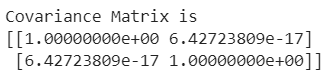 Covariance Matrix is
[[1.00000000e+00 6.42723809e-17]
[6.42723809e-17 1.00000000e+00]]